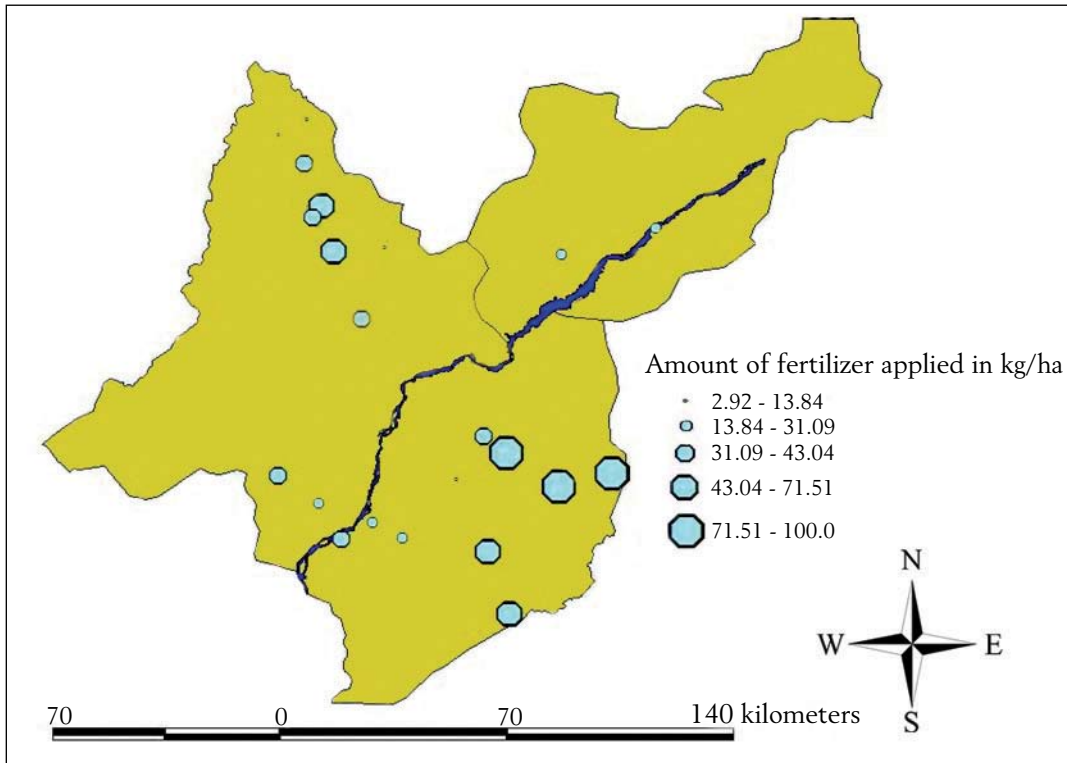 Amount of fertilizer applied in kg/ha
2.92 - 13.84
13.84 - 31.09
31.09 - 43.04
43.04 - 71.51
71.51 - 100.0
N
W E
S
70 0 70 140 kilometers